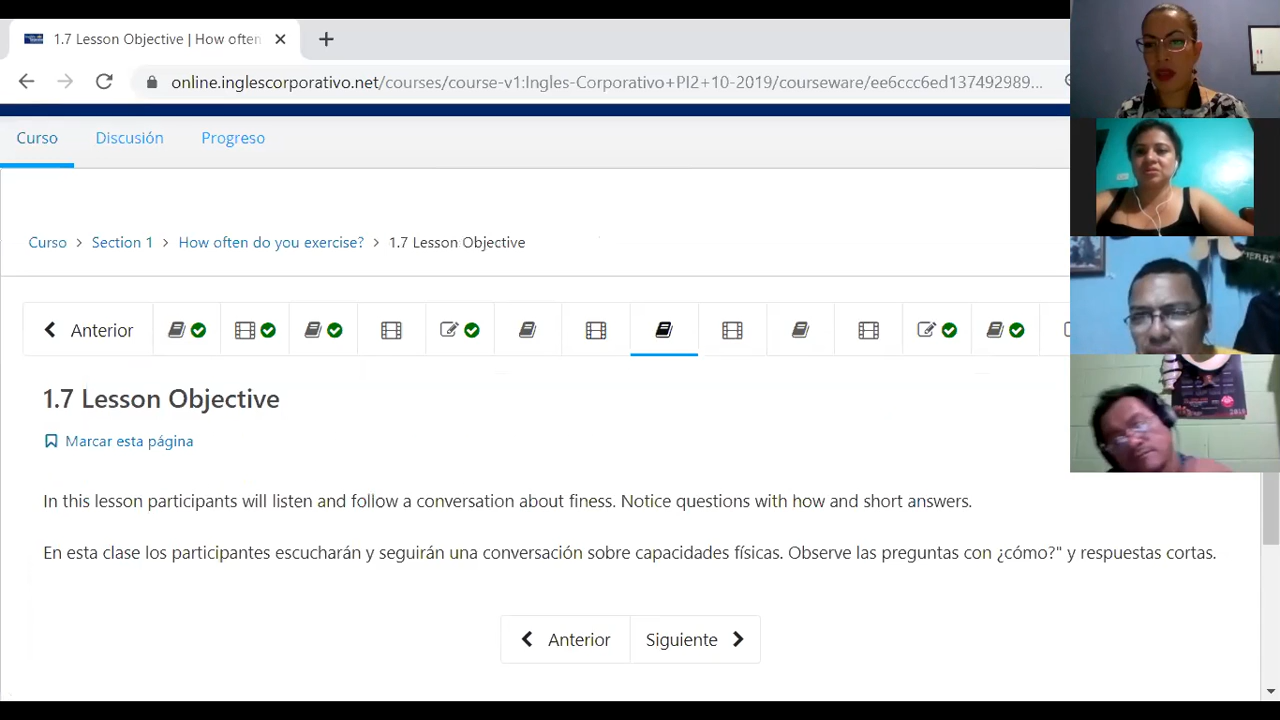 1.7 Lesson Objective | How often
online.inglescorporativo.net/courses/course-v1:Ingles-Corporativo+PI2+10-2019/courseware/ee6ccc6ed137492989...
Curso Discusión Progreso
Curso > Section 1 > How often do you exercise? > 1.7 Lesson Objective
Anterior
1.7 Lesson Objective
Marcar esta página
In this lesson participants will listen and follow a conversation about finess. Notice questions with how and short answers.
En esta clase los participantes escucharán y seguirán una conversación sobre capacidades físicas. Observe las preguntas con ¿cómo?" y respuestas cortas.
Anterior Siguiente